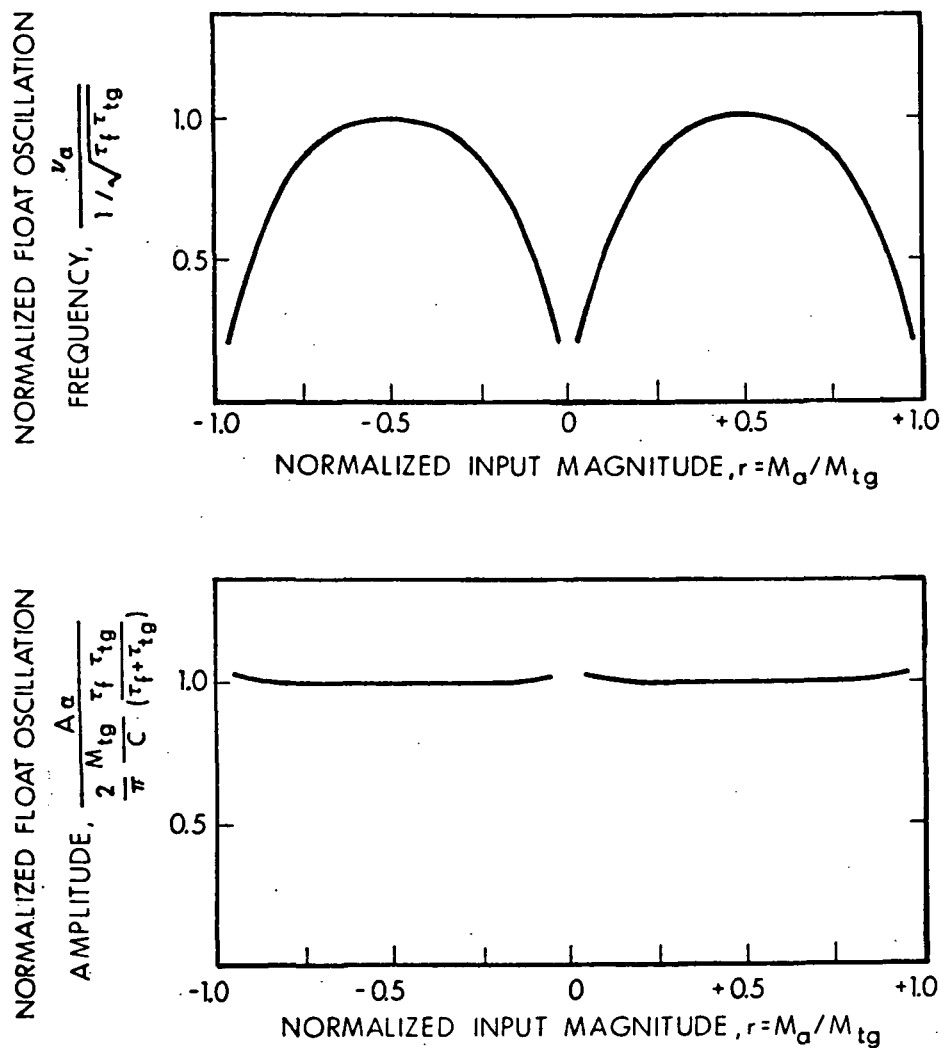 NORMALIZED FLOAT OSCILLATION
FREQUENCY, ν_α / (1/√τ_f τ_tg)
1.0
0.5
-1.0
-0.5
0
+0.5
+1.0
NORMALIZED INPUT MAGNITUDE, r = M_a/M_tg
NORMALIZED FLOAT OSCILLATION
AMPLITUDE, A_α / (2/π M_tg/C τ_f τ_tg/(τ_f+τ_tg))
1.0
0.5
-1.0
-0.5
0
+0.5
+1.0
NORMALIZED INPUT MAGNITUDE, r = M_a/M_tg